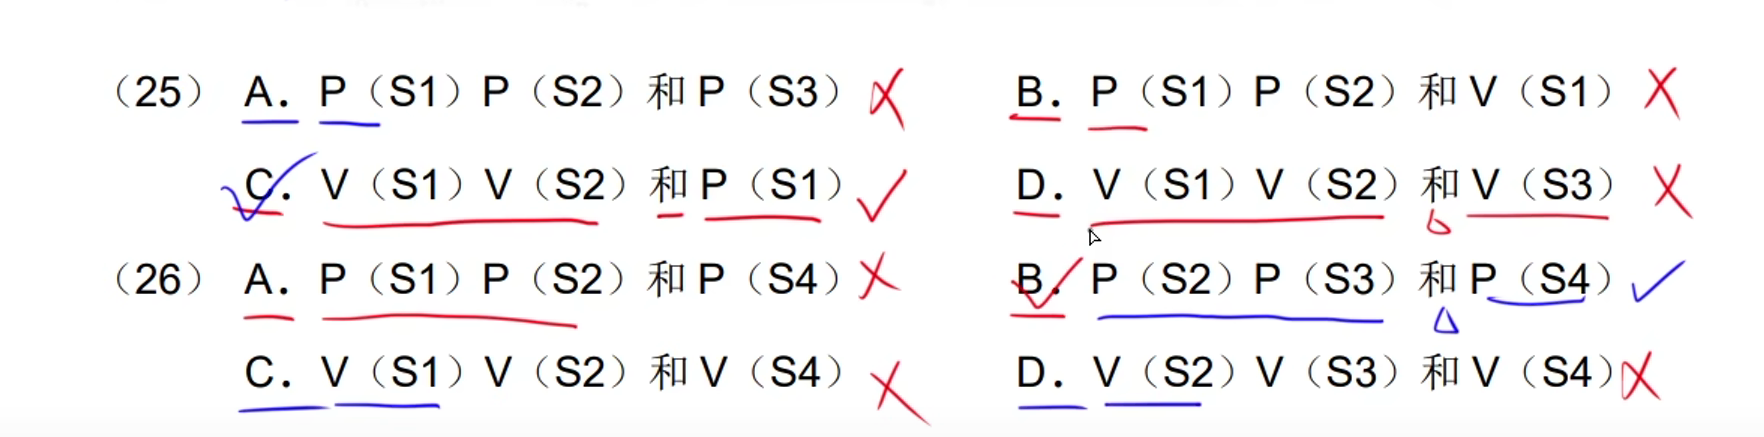 （25） A. P（S1）P（S2）和 P（S3） B. P（S1）P（S2）和 V（S1）
C. V（S1）V（S2）和 P（S1） D. V（S1）V（S2）和 V（S3）
（26） A. P（S1）P（S2）和 P（S4） B. P（S2）P（S3）和 P（S4）
C. V（S1）V（S2）和 V（S4） D. V（S2）V（S3）和 V（S4）